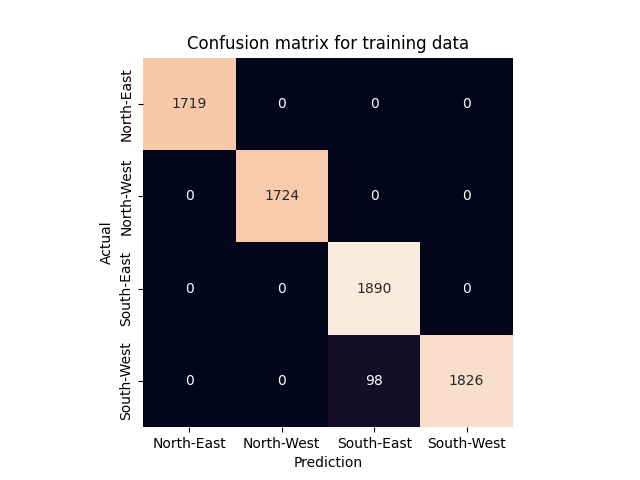 Confusion matrix for training data
North-East 1719 0 0 0
North-West 0 1724 0 0
South-East 0 0 1890 0
South-West 0 0 98 1826
Actual
North-East North-West South-East South-West
Prediction